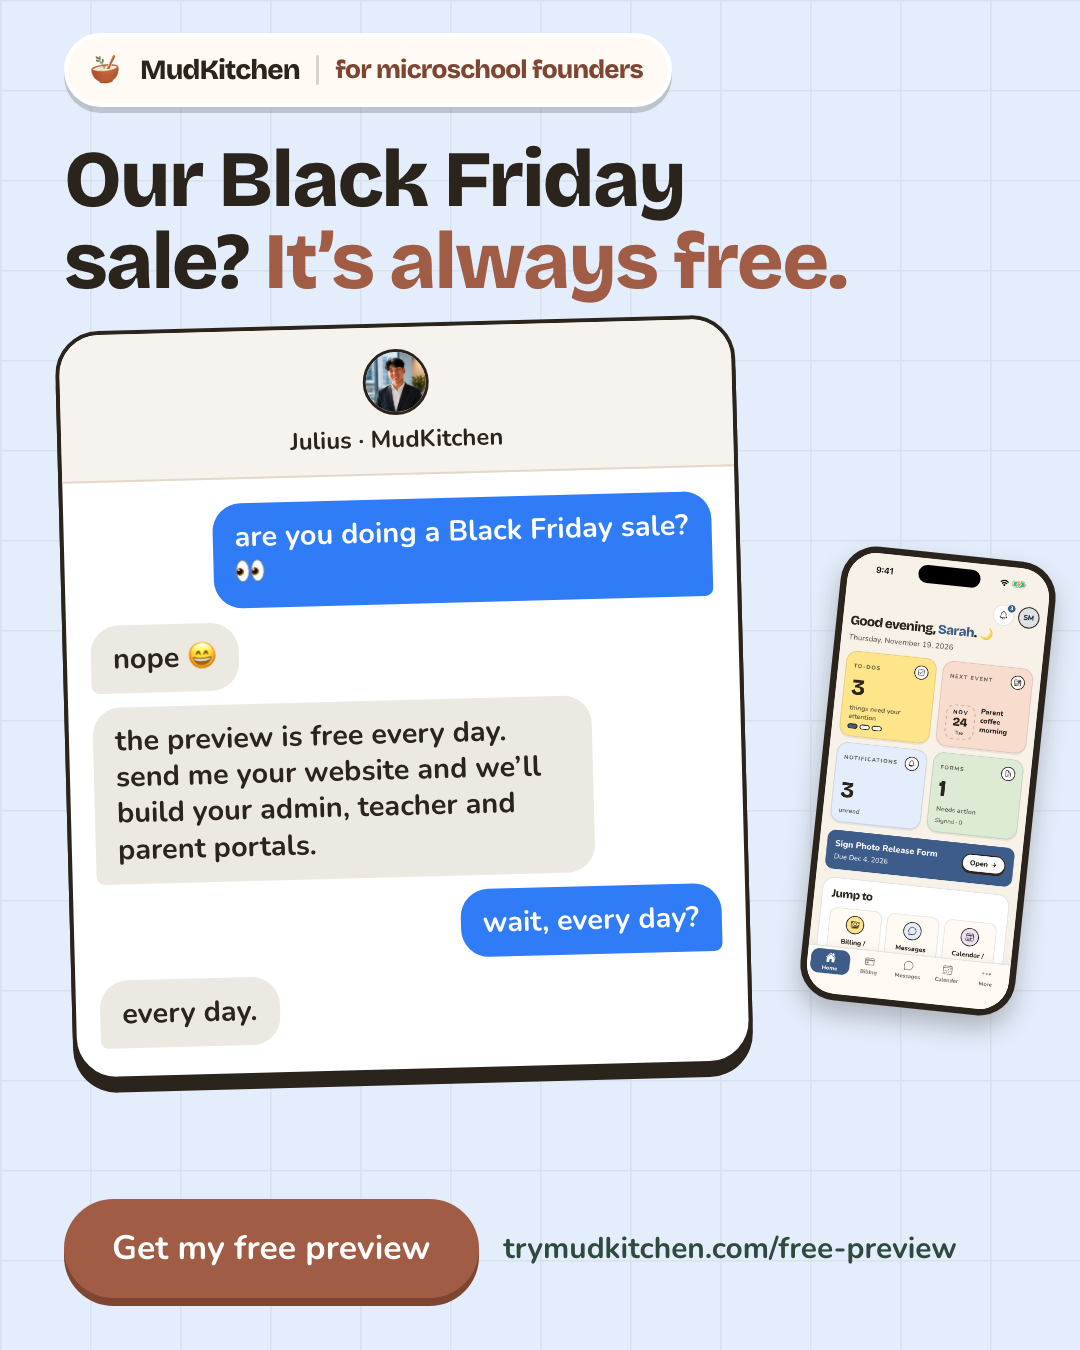 MudKitchen | for microschool founders
Our Black Friday
sale? It's always free.
Julius · MudKitchen
are you doing a Black Friday sale?
👀
nope 😄
the preview is free every day.
send me your website and we'll
build your admin, teacher and
parent portals.
wait, every day?
every day.
9:41
3
SM
Good evening, Sarah. 🌙
Thursday, November 19, 2026
TO-DOS
3
things need your
attention
NEXT EVENT
NOV
24
Tue
Parent
coffee
morning
NOTIFICATIONS
3
unread
FORMS
1
Needs action
Signed · 0
Sign Photo Release Form
Due Dec 4, 2026
Open →
Jump to
Billing /
Messages
Calendar /
Home
Billing
Messages
Calendar
More
Get my free preview
trymudkitchen.com/free-preview